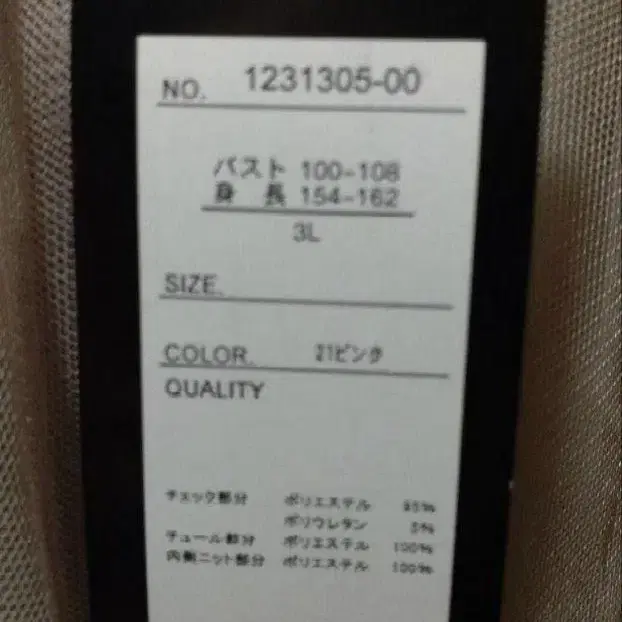 NO. 1231305-00
バスト 100-108
身 長 154-162
3L
SIZE.
COLOR. 21ピンク
QUALITY
チェック部分 ポリエステル 95%
ポリウレタン 5%
チュール部分 ポリエステル 100%
内側ニット部分 ポリエステル 100%